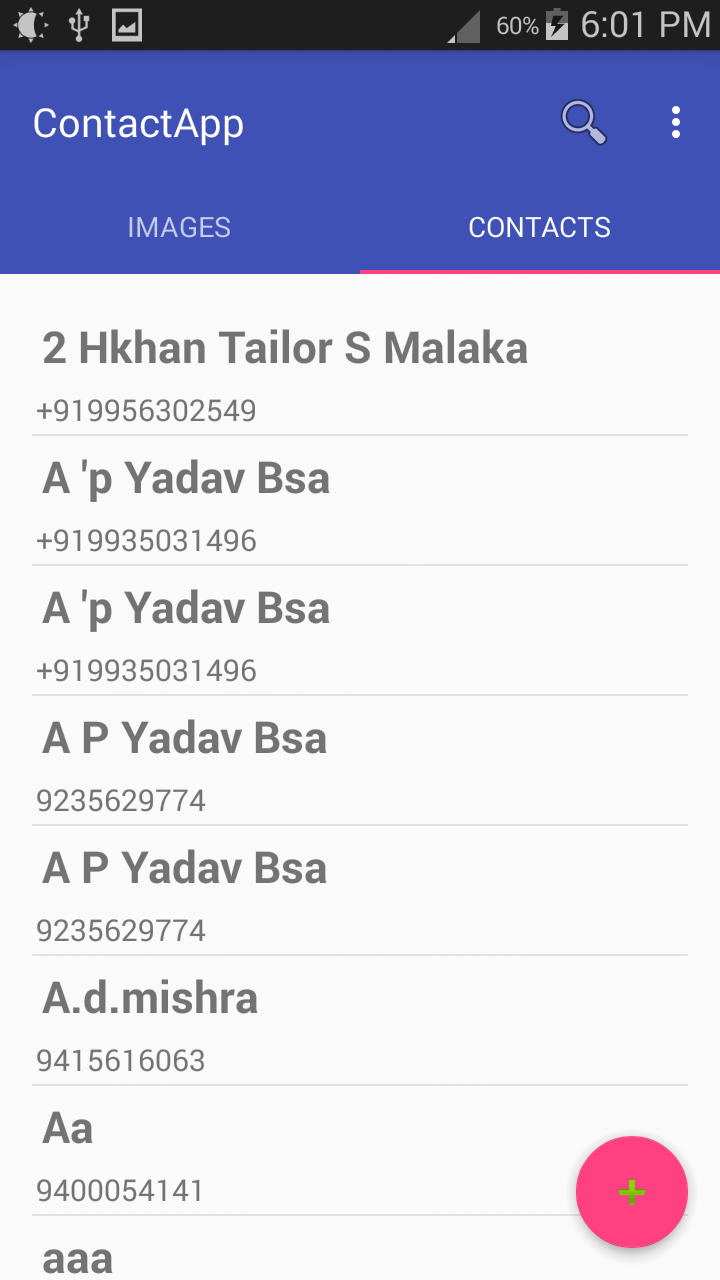 60% 6:01 PM
ContactApp
IMAGES CONTACTS
2 Hkhan Tailor S Malaka
+919956302549
A 'p Yadav Bsa
+919935031496
A 'p Yadav Bsa
+919935031496
A P Yadav Bsa
9235629774
A P Yadav Bsa
9235629774
A.d.mishra
9415616063
Aa
9400054141
aaa